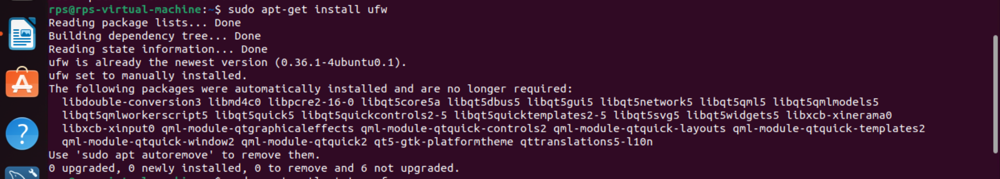 rps@rps-virtual-machine:~$ sudo apt-get install ufw
Reading package lists... Done
Building dependency tree... Done
Reading state information... Done
ufw is already the newest version (0.36.1-4ubuntu0.1).
ufw set to manually installed.
The following packages were automatically installed and are no longer required:
  libdouble-conversion3 libmd4c0 libpcre2-16-0 libqt5core5a libqt5dbus5 libqt5gui5 libqt5network5 libqt5qml5 libqt5qmlmodels5
  libqt5qmlworkerscript5 libqt5quick5 libqt5quickcontrols2-5 libqt5quicktemplates2-5 libqt5svg5 libqt5widgets5 libxcb-xinerama0
  libxcb-xinput0 qml-module-qtgraphicaleffects qml-module-qtquick-controls2 qml-module-qtquick-layouts qml-module-qtquick-templates2
  qml-module-qtquick-window2 qml-module-qtquick2 qt5-gtk-platformtheme qttranslations5-l10n
Use 'sudo apt autoremove' to remove them.
0 upgraded, 0 newly installed, 0 to remove and 6 not upgraded.